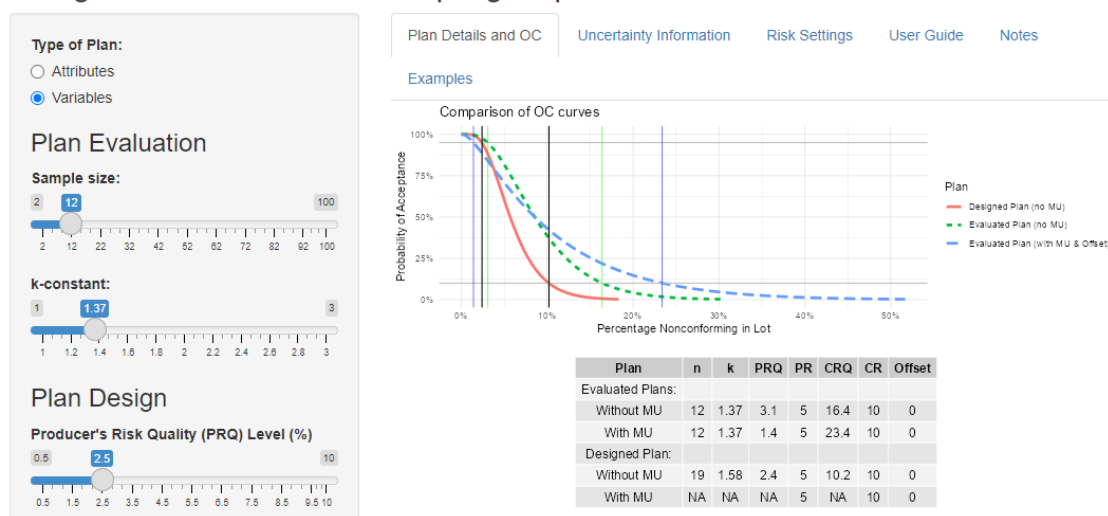 Type of Plan:
Attributes
Variables
Plan Evaluation
Sample size:
2 12 100
2 12 22 32 42 52 62 72 82 92 100
k-constant:
1 1.37 3
1 1.2 1.4 1.6 1.8 2 2.2 2.4 2.6 2.8 3
Plan Design
Producer's Risk Quality (PRQ) Level (%)
0.5 2.5 10
0.5 1.5 2.5 3.5 4.5 5.5 6.5 7.5 8.5 9.5 10
Plan Details and OC Uncertainty Information Risk Settings User Guide Notes
Examples
Comparison of OC curves
Probability of Acceptance
100%
75%
50%
25%
0%
0% 10% 20% 30% 40% 50%
Percentage Nonconforming in Lot
Plan
Designed Plan (no MU)
Evaluated Plan (no MU)
Evaluated Plan (with MU & Offset)
Plan n k PRQ PR CRQ CR Offset
Evaluated Plans:
Without MU 12 1.37 3.1 5 16.4 10 0
With MU 12 1.37 1.4 5 23.4 10 0
Designed Plan:
Without MU 19 1.58 2.4 5 10.2 10 0
With MU NA NA NA 5 NA 10 0